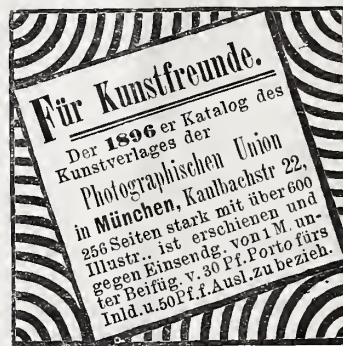 Für Kunstfreunde.
Der 1896er Katalog des
Kunstverlages der
Photographischen Union
in München, Kaulbachstr 22,
256 Seiten stark mit über 600
Illustr.. ist erschienen und
gegen Einsendg. von 1 M. un-
ter Beifüg. v. 30 Pf. Porto fürs
Inld. u. 50 Pf. f. Ausl. zu bezieh.